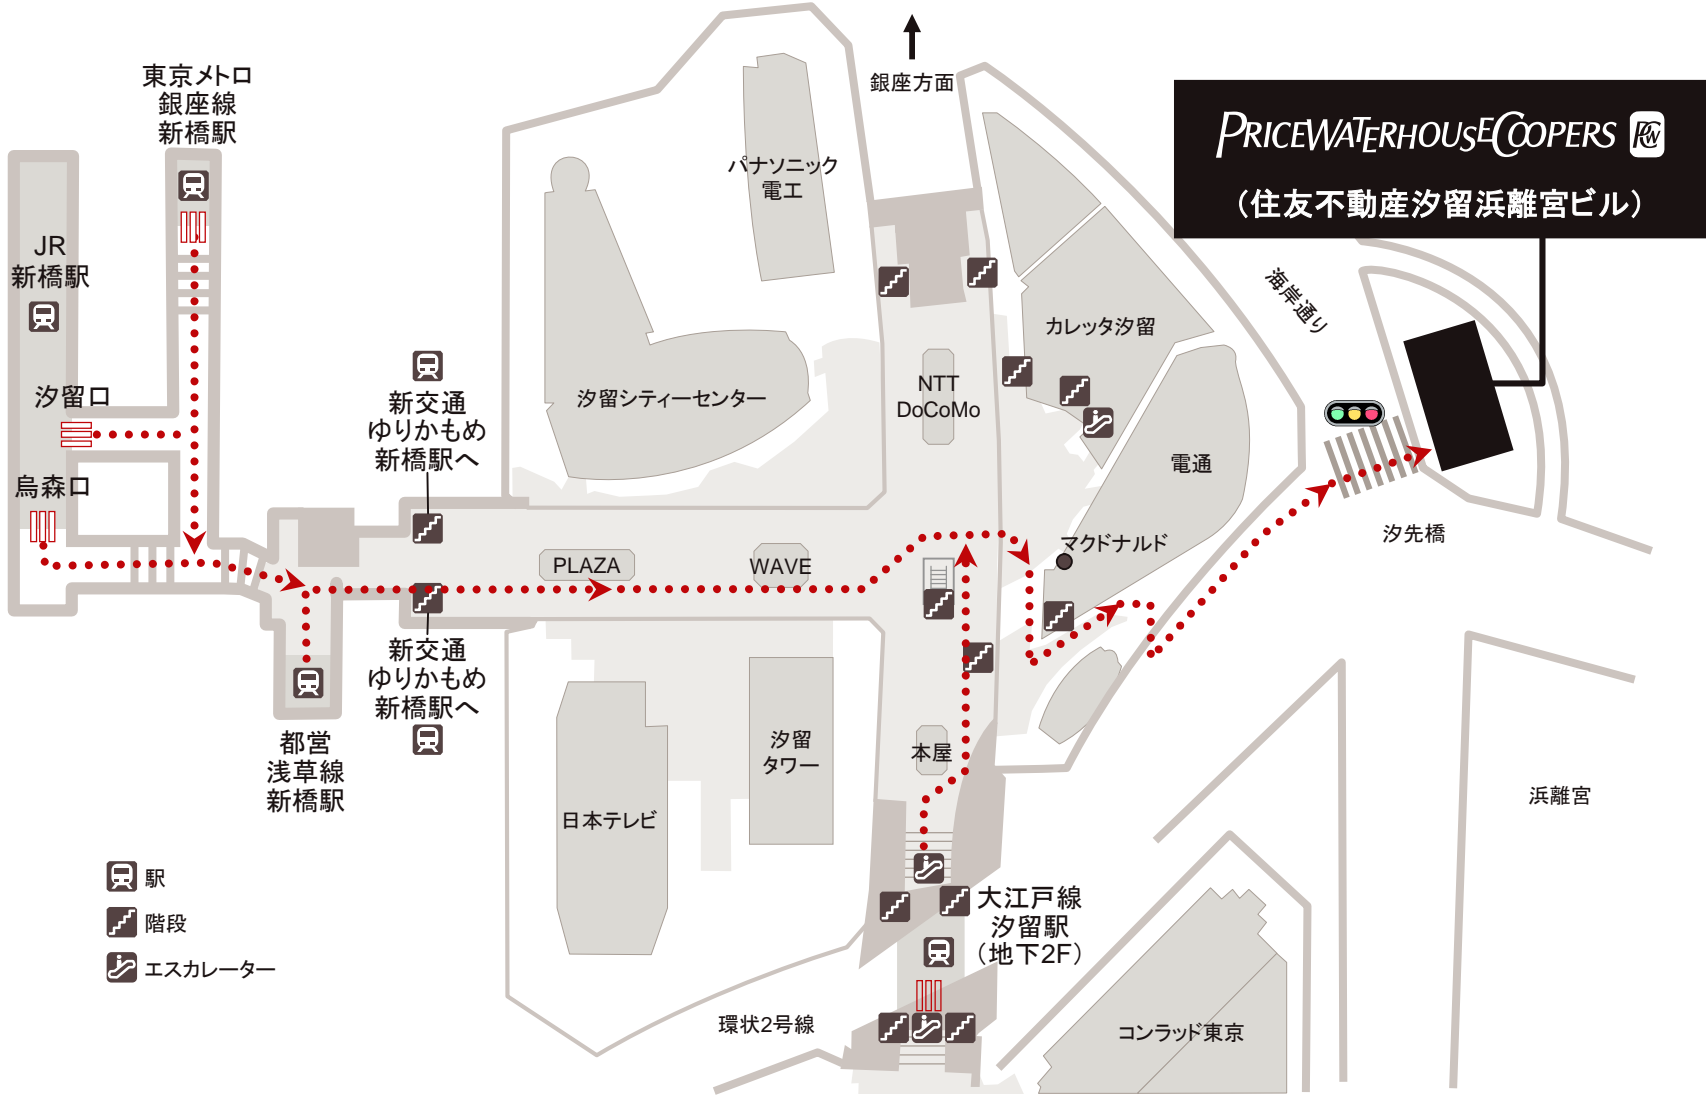 銀座方面
PRICEWATERHOUSECOOPERS
PwC
(住友不動産汐留浜離宮ビル)
東京メトロ
銀座線
新橋駅
JR
新橋駅
汐留口
烏森口
新交通
ゆりかもめ
新橋駅へ
パナソニック
電工
汐留シティーセンター
NTT
DoCoMo
カレッタ汐留
電通
海岸通り
汐先橋
マクドナルド
PLAZA
WAVE
新交通
ゆりかもめ
新橋駅へ
都営
浅草線
新橋駅
汐留
タワー
本屋
日本テレビ
浜離宮
大江戸線
汐留駅
(地下2F)
環状2号線
コンラッド東京
駅
階段
エスカレーター